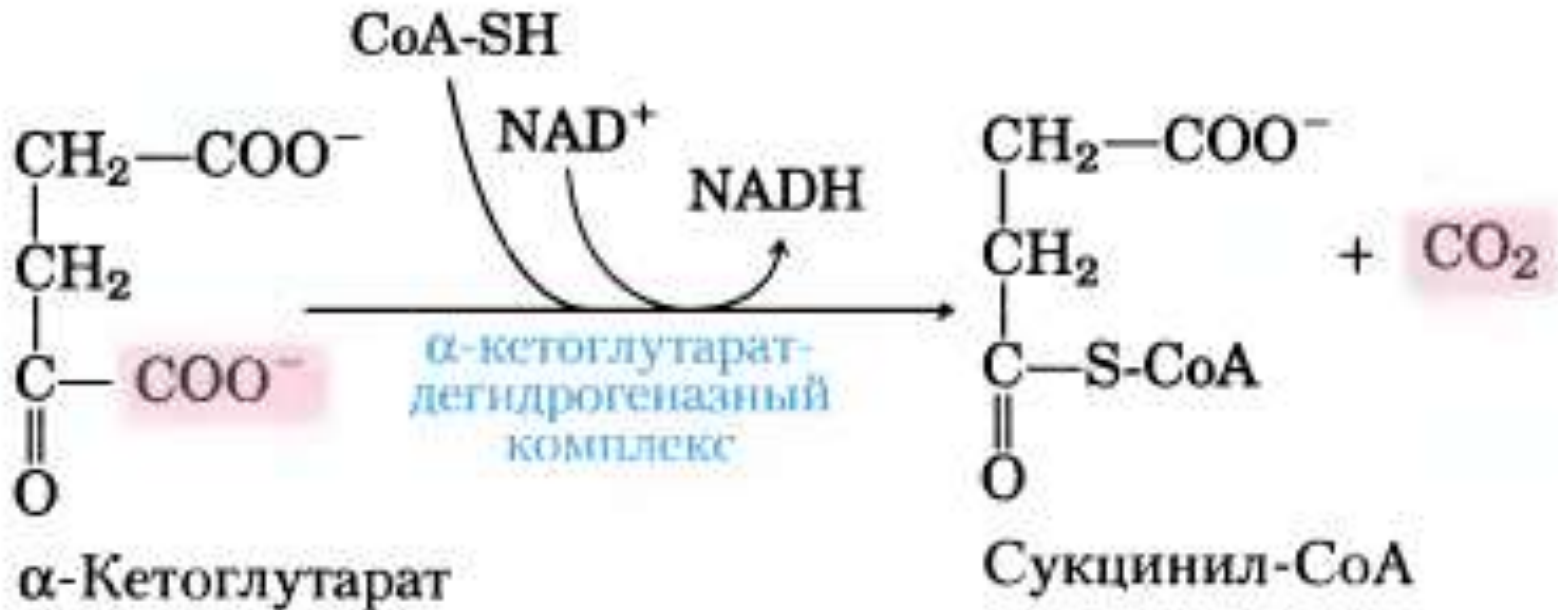 CoA-SH
NAD⁺
NADH
CH₂—COO⁻
CH₂
C—COO⁻
O
α-кетоглутарат-
дегидрогеназный
комплекс
CH₂—COO⁻
CH₂
C—S-CoA
O
+ CO₂
α-Кетоглутарат
Сукцинил-CoA